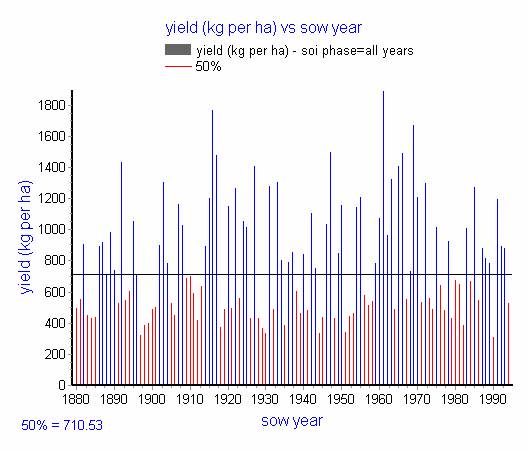 yield (kg per ha) vs sow year
yield (kg per ha) - soi phase=all years
50%
yield (kg per ha)
1800
1600
1400
1200
1000
800
600
400
200
0
1880 1890 1900 1910 1920 1930 1940 1950 1960 1970 1980 1990
sow year
50% = 710.53